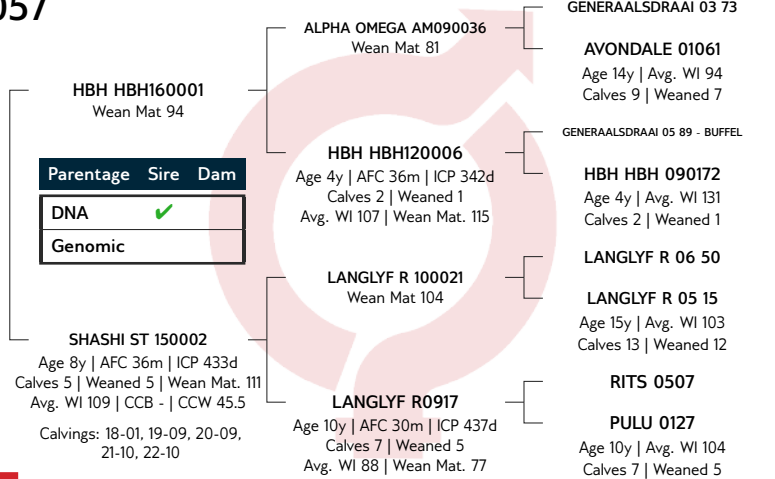 057
HBH HBH160001
Wean Mat 94
Parentage Sire Dam
DNA ✔
Genomic
SHASHI ST 150002
Age 8y | AFC 36m | ICP 433d
Calves 5 | Weaned 5 | Wean Mat. 111
Avg. WI 109 | CCB - | CCW 45.5
Calvings: 18-01, 19-09, 20-09,
21-10, 22-10
ALPHA OMEGA AM090036
Wean Mat 81
HBH HBH120006
Age 4y | AFC 36m | ICP 342d
Calves 2 | Weaned 1
Avg. WI 107 | Wean Mat. 115
LANGLYF R 100021
Wean Mat 104
LANGLYF R0917
Age 10y | AFC 30m | ICP 437d
Calves 7 | Weaned 5
Avg. WI 88 | Wean Mat. 77
GENERAALSDRAAI 03 73
AVONDALE 01061
Age 14y | Avg. WI 94
Calves 9 | Weaned 7
GENERAALSDRAAI 05 89 - BUFFEL
HBH HBH 090172
Age 4y | Avg. WI 131
Calves 2 | Weaned 1
LANGLYF R 06 50
LANGLYF R 05 15
Age 15y | Avg. WI 103
Calves 13 | Weaned 12
RITS 0507
PULU 0127
Age 10y | Avg. WI 104
Calves 7 | Weaned 5